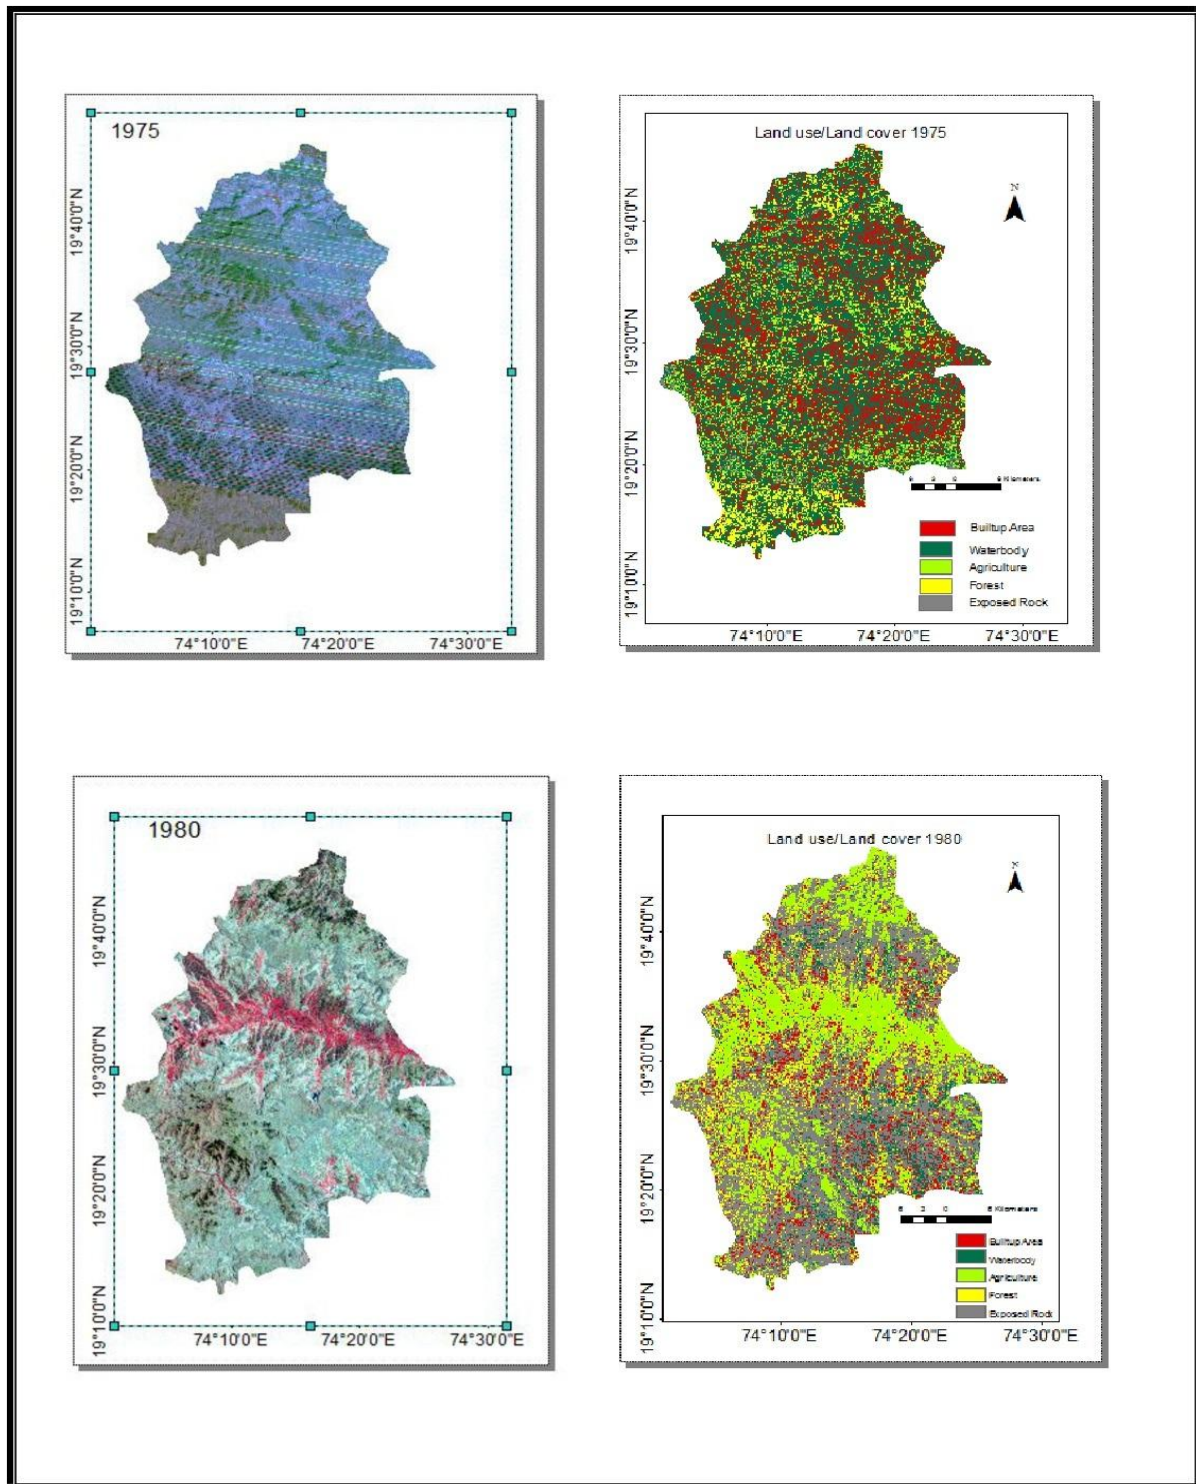 1975
19°40'0"N
19°30'0"N
19°20'0"N
19°10'0"N
74°10'0"E 74°20'0"E 74°30'0"E
Land use/Land cover 1975
N
19°40'0"N
19°30'0"N
19°20'0"N
19°10'0"N
Kilometers
Builtup Area
Waterbody
Agriculture
Forest
Exposed Rock
74°10'0"E 74°20'0"E 74°30'0"E
1980
19°40'0"N
19°30'0"N
19°20'0"N
19°10'0"N
74°10'0"E 74°20'0"E 74°30'0"E
Land use/Land cover 1980
N
19°40'0"N
19°30'0"N
19°20'0"N
19°10'0"N
Kilometers
Builtup Area
Waterbody
Agriculture
Forest
Exposed Rock
74°10'0"E 74°20'0"E 74°30'0"E